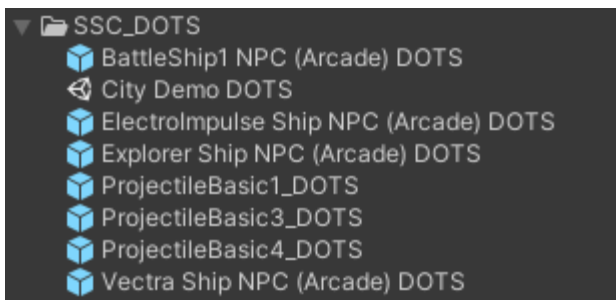 SSC_DOTS
BattleShip1 NPC (Arcade) DOTS
City Demo DOTS
ElectroImpulse Ship NPC (Arcade) DOTS
Explorer Ship NPC (Arcade) DOTS
ProjectileBasic1_DOTS
ProjectileBasic3_DOTS
ProjectileBasic4_DOTS
Vectra Ship NPC (Arcade) DOTS